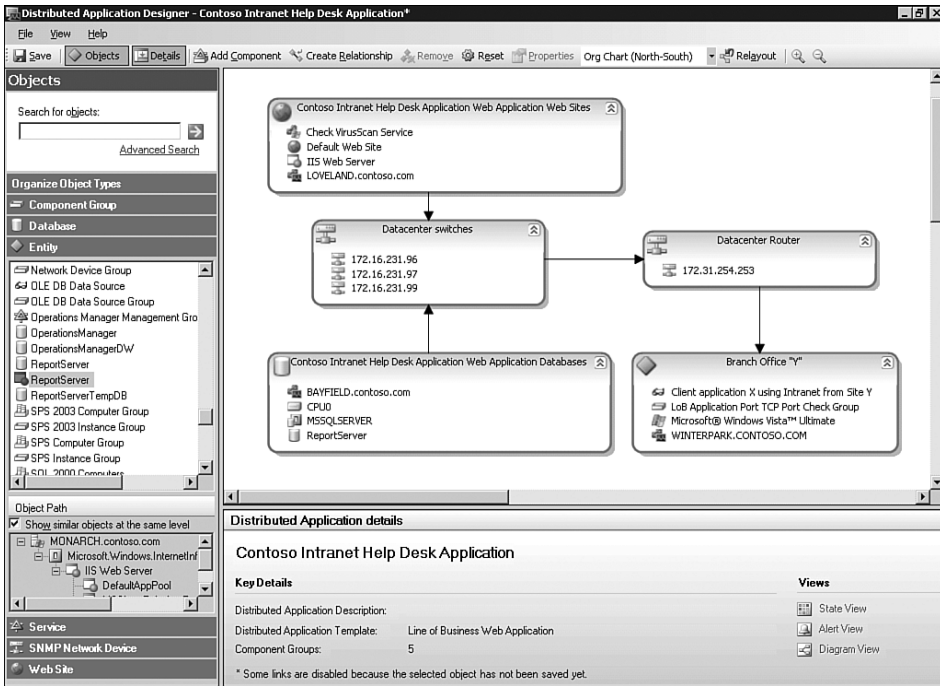 Distributed Application Designer - Contoso Intranet Help Desk Application*
File View Help
Save Objects Details Add Component Create Relationship Remove Reset Properties Org Chart (North-South) Relayout
Objects
Search for objects:
Advanced Search
Organize Object Types
Component Group
Database
Entity
Network Device Group
OLE DB Data Source
OLE DB Data Source Group
Operations Manager Management Gro
OperationsManager
OperationsManagerDW
ReportServer
ReportServer
ReportServerTempDB
SPS 2003 Computer Group
SPS 2003 Instance Group
SPS Computer Group
SPS Instance Group
SQL 2000 Computers
Object Path
Show similar objects at the same level
MONARCH.contoso.com
Microsoft.Windows.InternetInf
IIS Web Server
DefaultAppPool
Service
SNMP Network Device
Web Site
Contoso Intranet Help Desk Application Web Application Web Sites
Check VirusScan Service
Default Web Site
IIS Web Server
LOVELAND.contoso.com
Datacenter switches
172.16.231.96
172.16.231.97
172.16.231.99
Datacenter Router
172.31.254.253
Contoso Intranet Help Desk Application Web Application Databases
BAYFIELD.contoso.com
CPU0
MSSQLSERVER
ReportServer
Branch Office "Y"
Client application X using Intranet from Site Y
LoB Application Port TCP Port Check Group
Microsoft® Windows Vista™ Ultimate
WINTERPARK.CONTOSO.COM
Distributed Application details
Contoso Intranet Help Desk Application
Key Details
Distributed Application Description:
Distributed Application Template: Line of Business Web Application
Component Groups: 5
* Some links are disabled because the selected object has not been saved yet.
Views
State View
Alert View
Diagram View